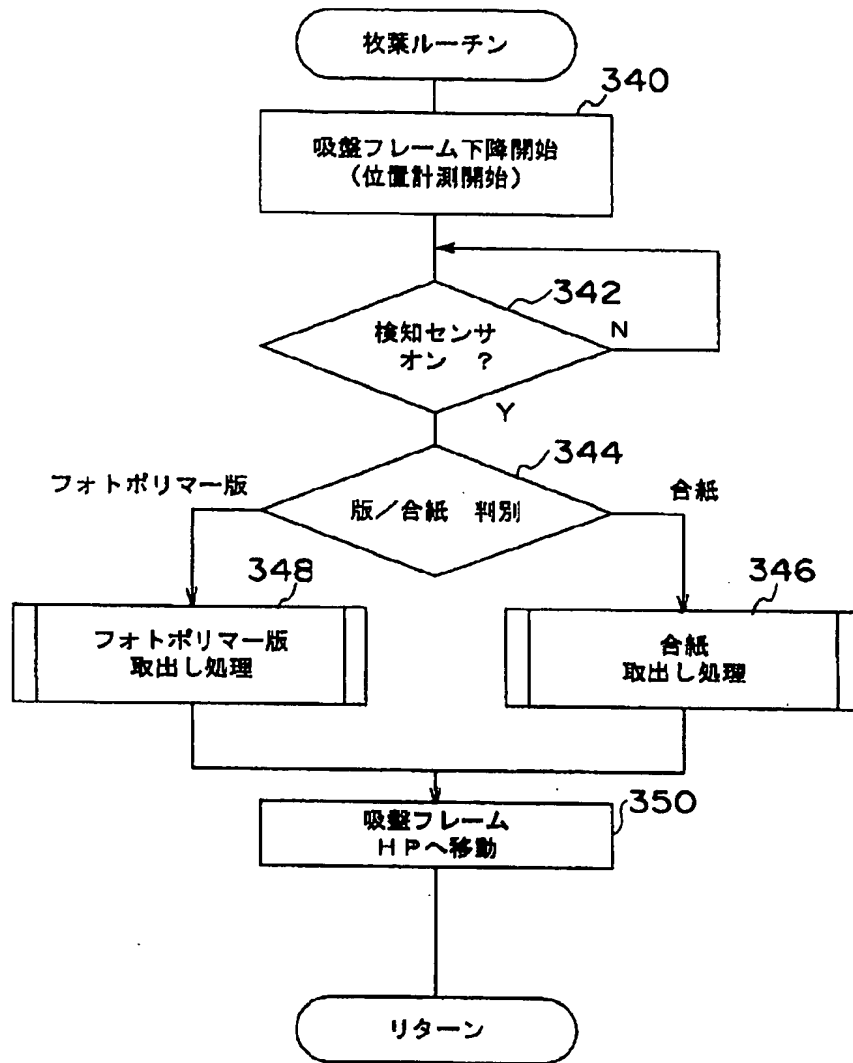 枚葉ルーチン
340
吸盤フレーム下降開始
（位置計測開始）
342
検知センサ
オン ？
N
Y
344
フォトポリマー版
版／合紙 判別
合紙
348
フォトポリマー版
取出し処理
346
合紙
取出し処理
350
吸盤フレーム
ＨＰへ移動
リターン